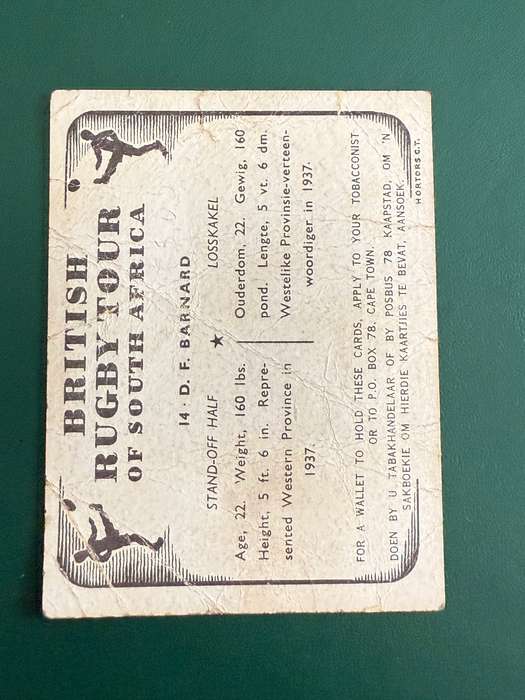 BRITISH
RUGBY TOUR
OF SOUTH AFRICA
14 · D. F. BARNARD
STAND-OFF HALF ★ LOSSKAKEL
Age, 22. Weight, 160 lbs.
Height, 5 ft. 6 in. Repre-
sented Western Province in
1937.
Ouderdom, 22. Gewig, 160
pond. Lengte, 5 vt. 6 dm.
Westelike Provinsie-verteen-
woordiger in 1937.
FOR A WALLET TO HOLD THESE CARDS, APPLY TO YOUR TOBACCONIST
OR TO P.O. BOX 78, CAPE TOWN.
DOEN BY U TABAKHANDELAAR OF BY POSBUS 78 KAAPSTAD, OM 'N
SAKBOEKIE OM HIERDIE KAARTJIES TE BEVAT, AANSOEK.
HORTORS C.T.